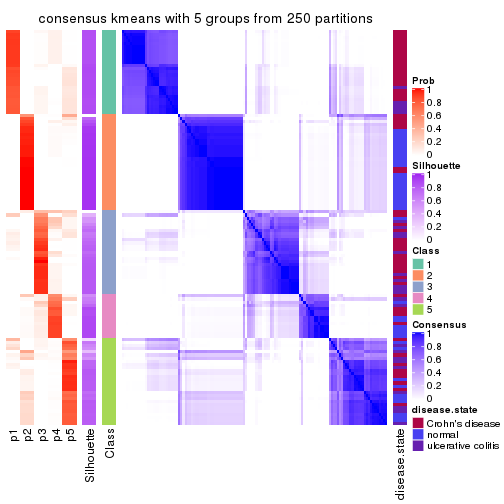 consensus kmeans with 5 groups from 250 partitions
Prob
1
0.8
0.6
0.4
0.2
0
Silhouette
1
0.8
0.6
0.4
0.2
0
Class
1
2
3
4
5
Consensus
1
0.8
0.6
0.4
0.2
0
disease.state
Crohn's disease
normal
ulcerative colitis
p1
p2
p3
p4
p5
Silhouette
Class
disease.state